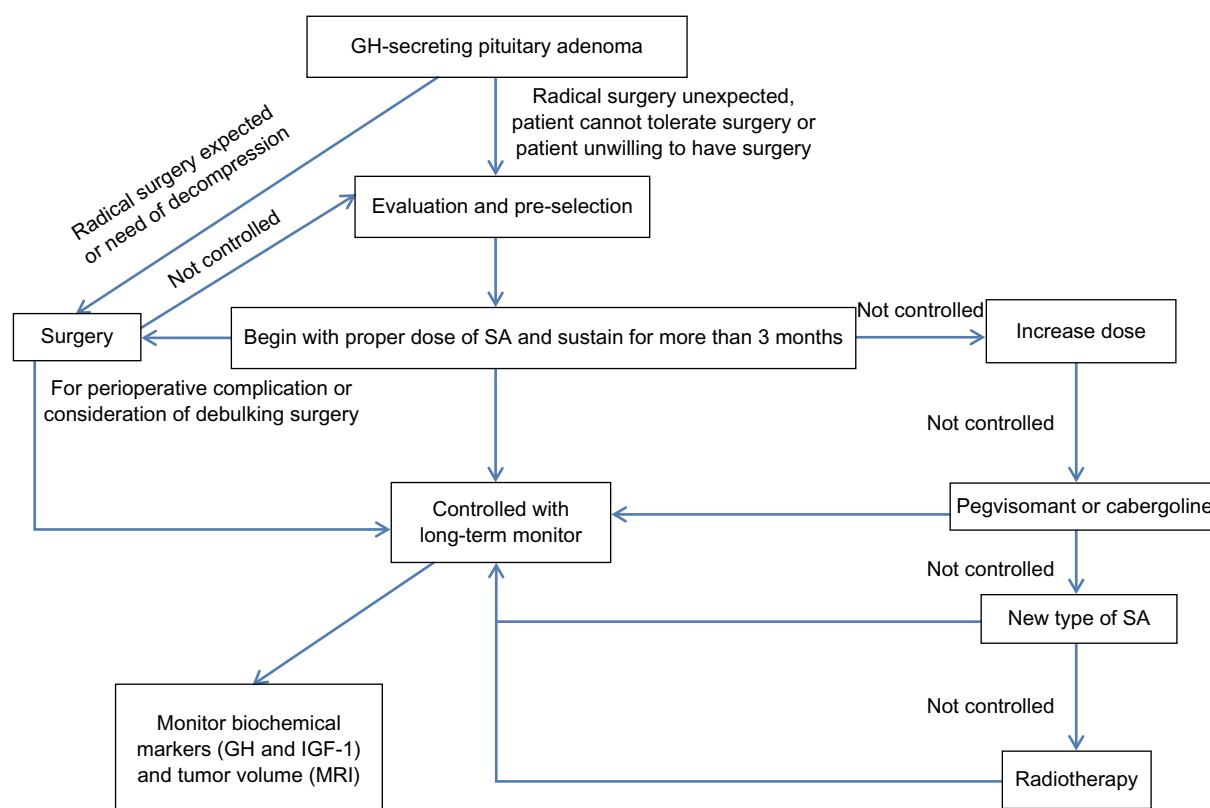 GH-secreting pituitary adenoma
Radical surgery expected
or need of decompression
Radical surgery unexpected,
patient cannot tolerate surgery or
patient unwilling to have surgery
Not controlled
Evaluation and pre-selection
Surgery
Begin with proper dose of SA and sustain for more than 3 months
Not controlled
Increase dose
For perioperative complication or
consideration of debulking surgery
Not controlled
Controlled with
long-term monitor
Pegvisomant or cabergoline
Not controlled
New type of SA
Not controlled
Monitor biochemical
markers (GH and IGF-1)
and tumor volume (MRI)
Radiotherapy